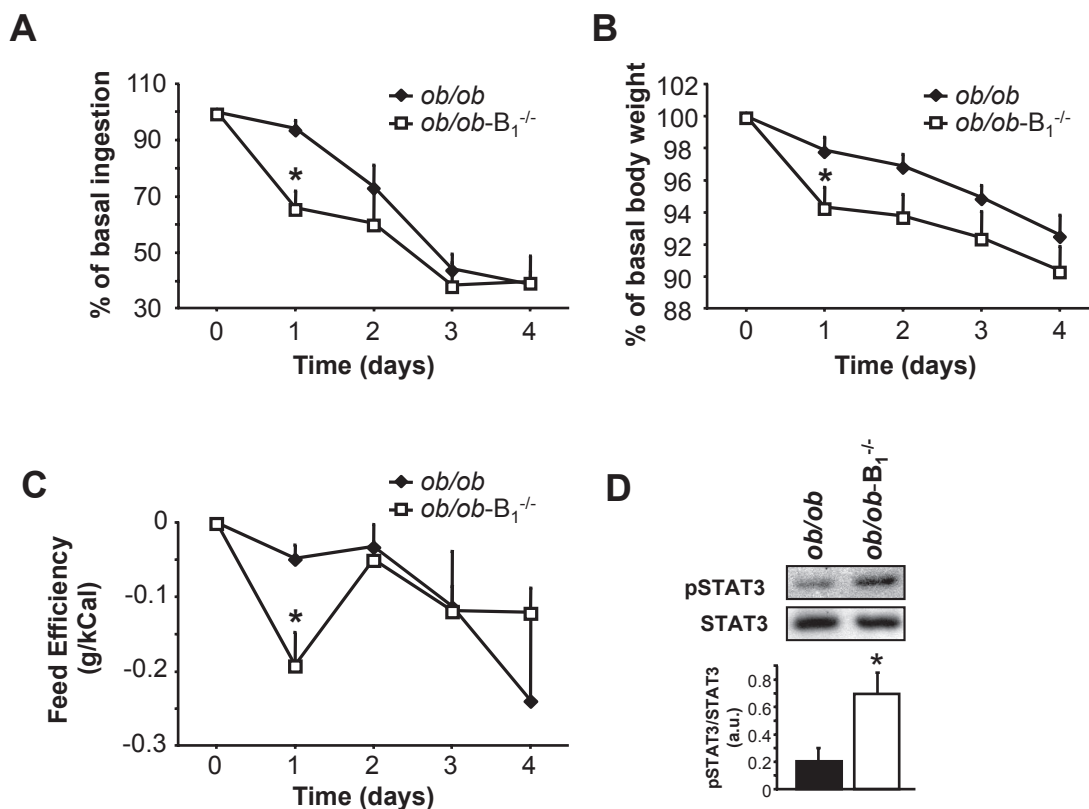 A
% of basal ingestion
110
90
70
50
30
ob/ob
ob/ob-B₁⁻/⁻
*
0 1 2 3 4
Time (days)
B
% of basal body weight
102
100
98
96
94
92
90
88
ob/ob
ob/ob-B₁⁻/⁻
*
0 1 2 3 4
Time (days)
C
Feed Efficiency
(g/kCal)
0
-0.1
-0.2
-0.3
ob/ob
ob/ob-B₁⁻/⁻
*
0 1 2 3 4
Time (days)
D
ob/ob
ob/ob-B₁⁻/⁻
pSTAT3
STAT3
pSTAT3/STAT3
(a.u.)
0.8
0.6
0.4
0.2
0
*